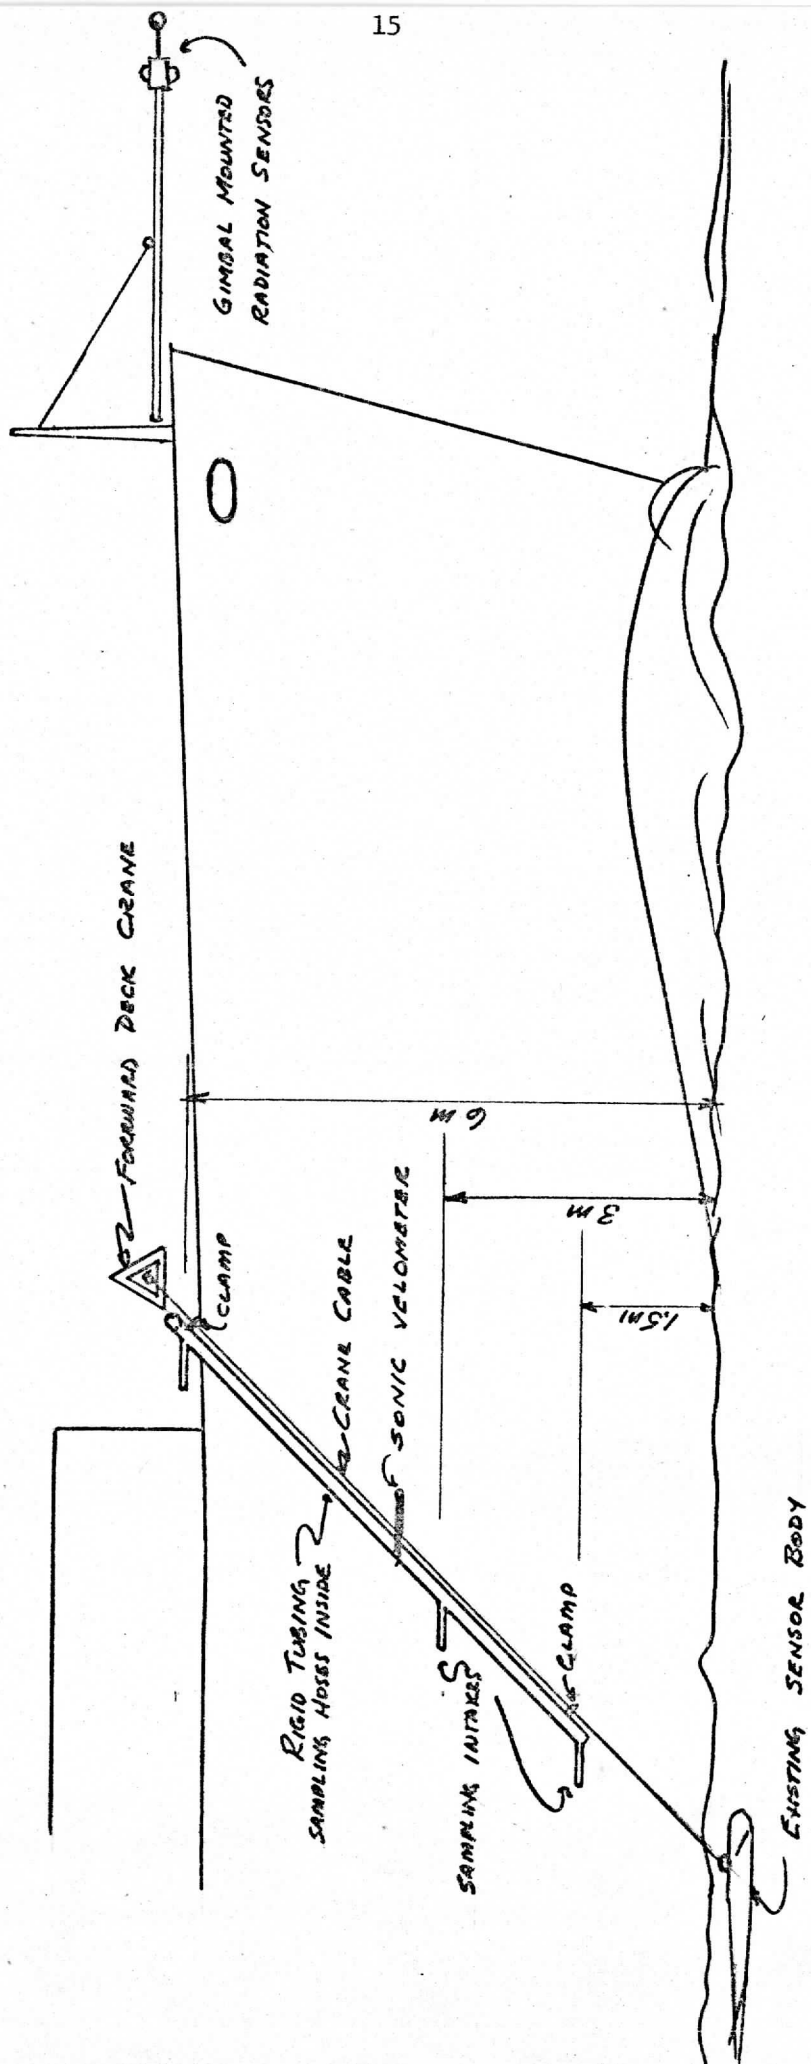 15
GIMBAL MOUNTED
RADIATION SENSORS
FORWARD DECK CRANE
CLAMP
CRANE CABLE
SONIC VELOMETER
RIGID TUBING
SAMPLING HOSES INSIDE
SAMPLING INTAKES
CLAMP
6 m
3 m
1.5 m
EXISTING SENSOR BODY